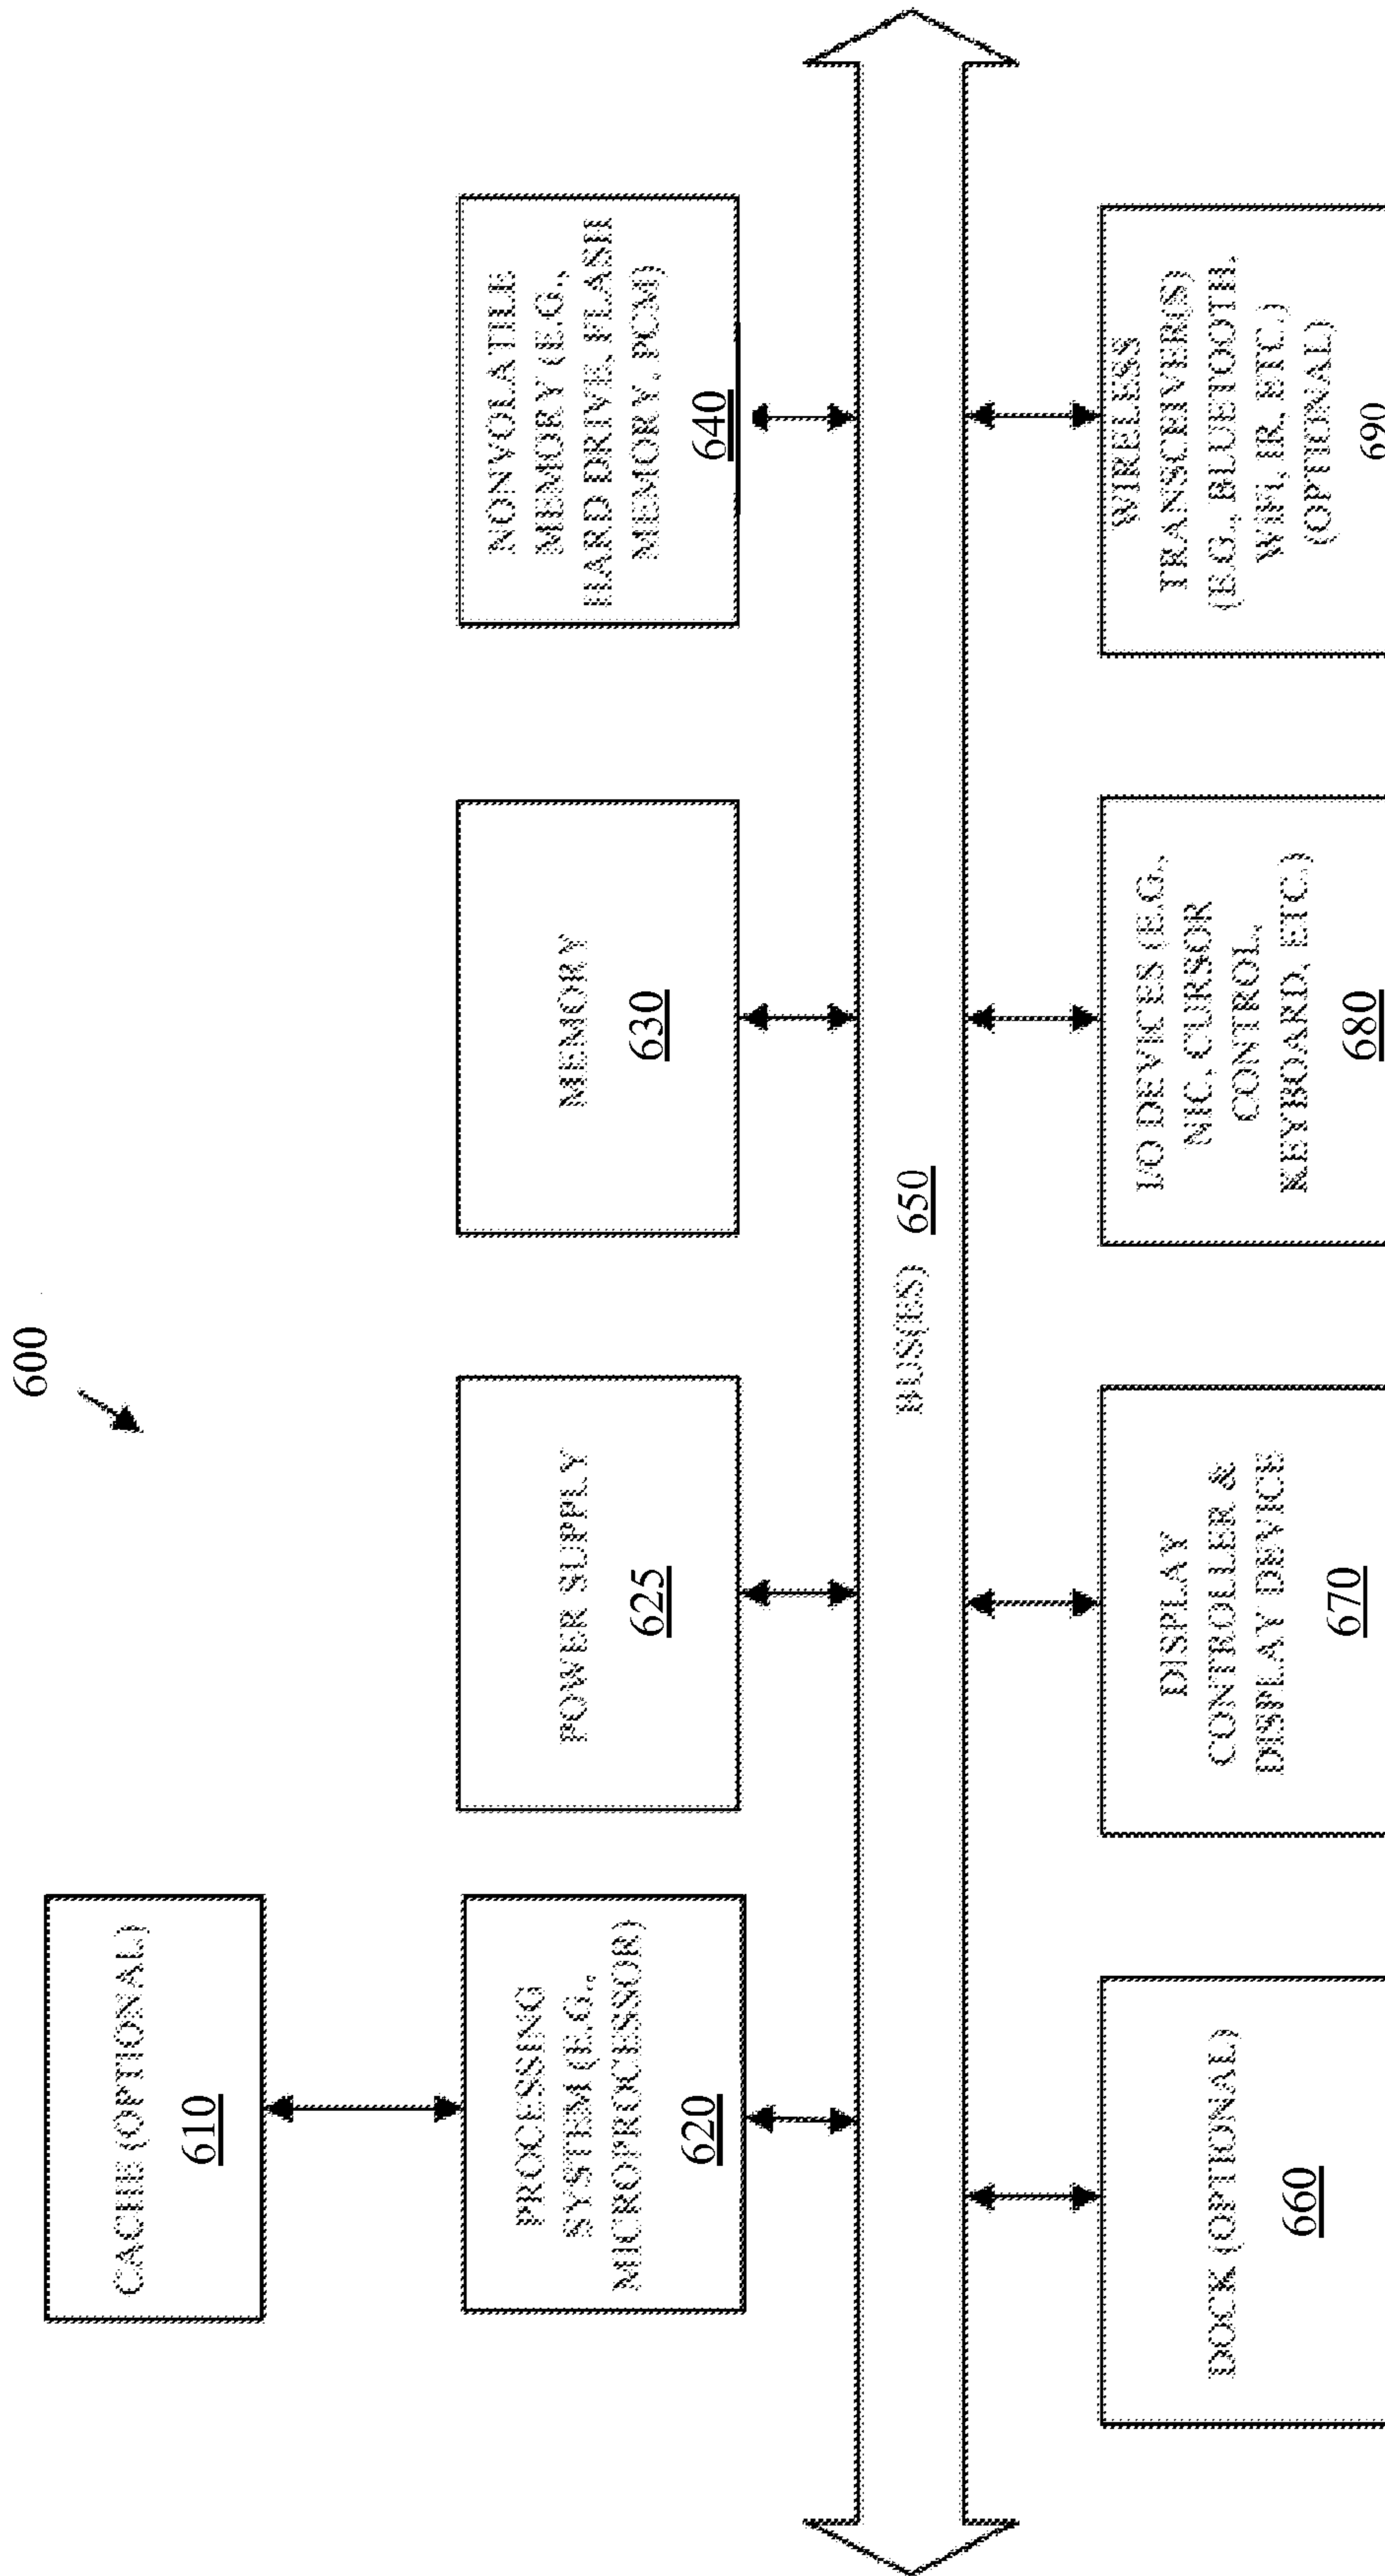 600
CACHE (OPTIONAL)
610
PROCESSING
SYSTEM (E.G.,
MICROPROCESSOR)
620
POWER SUPPLY
625
MEMORY
630
NONVOLATILE
MEMORY (E.G.,
HARD DRIVE, FLASH
MEMORY, PCM)
640
BUS(ES) 650
DOCK (OPTIONAL)
660
DISPLAY
CONTROLLER &
DISPLAY DEVICE
670
I/O DEVICES (E.G.,
NIC, CURSOR
CONTROL,
KEYBOARD, ETC.)
680
WIRELESS
TRANSCEIVER(S)
(E.G., BLUETOOTH,
WIFI, IR, ETC.)
(OPTIONAL)
690